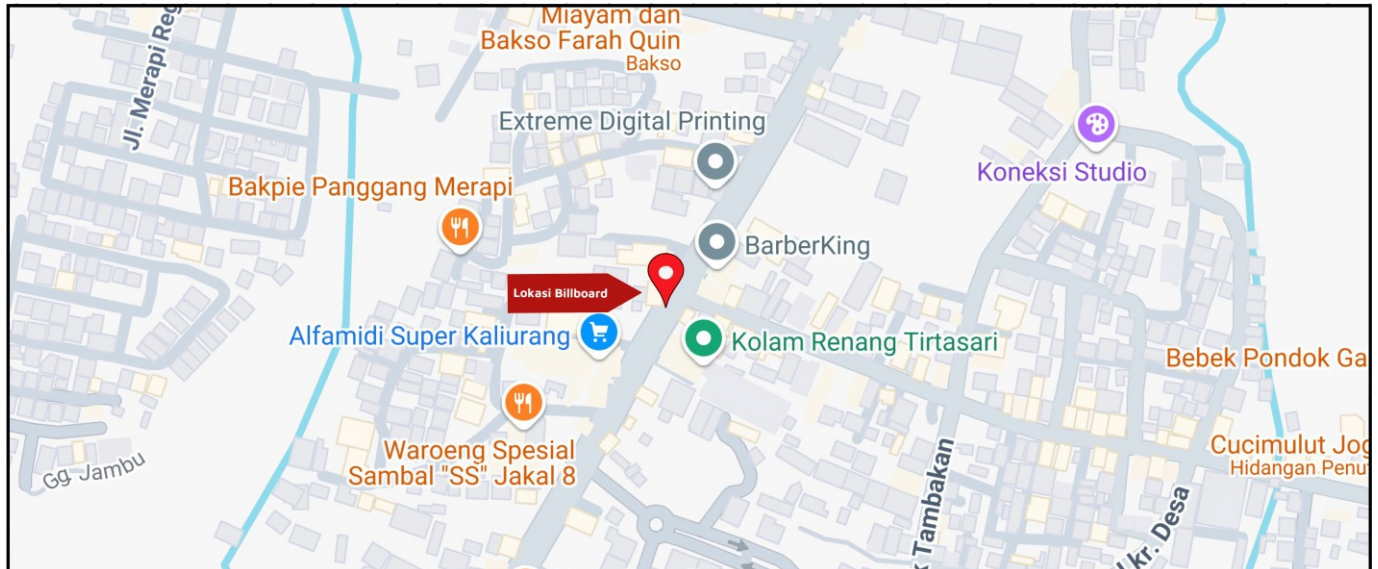 Miayam dan
Bakso Farah Quin
Bakso
Jl. Merapi Reg
Extreme Digital Printing
Koneksi Studio
Bakpie Panggang Merapi
BarberKing
Lokasi Billboard
Alfamidi Super Kaliurang
Kolam Renang Tirtasari
Bebek Pondok Ga
Waroeng Spesial
Sambal "SS" Jakal 8
Cucimulut Jog
Hidangan Penut
Gg. Jambu
k Tambakan
kr. Desa